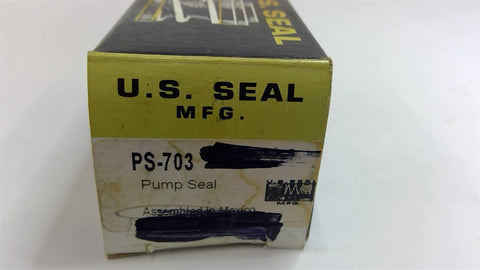 U.S. SEAL
U.S. SEAL
MFG.
PS-703
Pump Seal
U.S. SEAL
MFG.
Assembled In Mexico